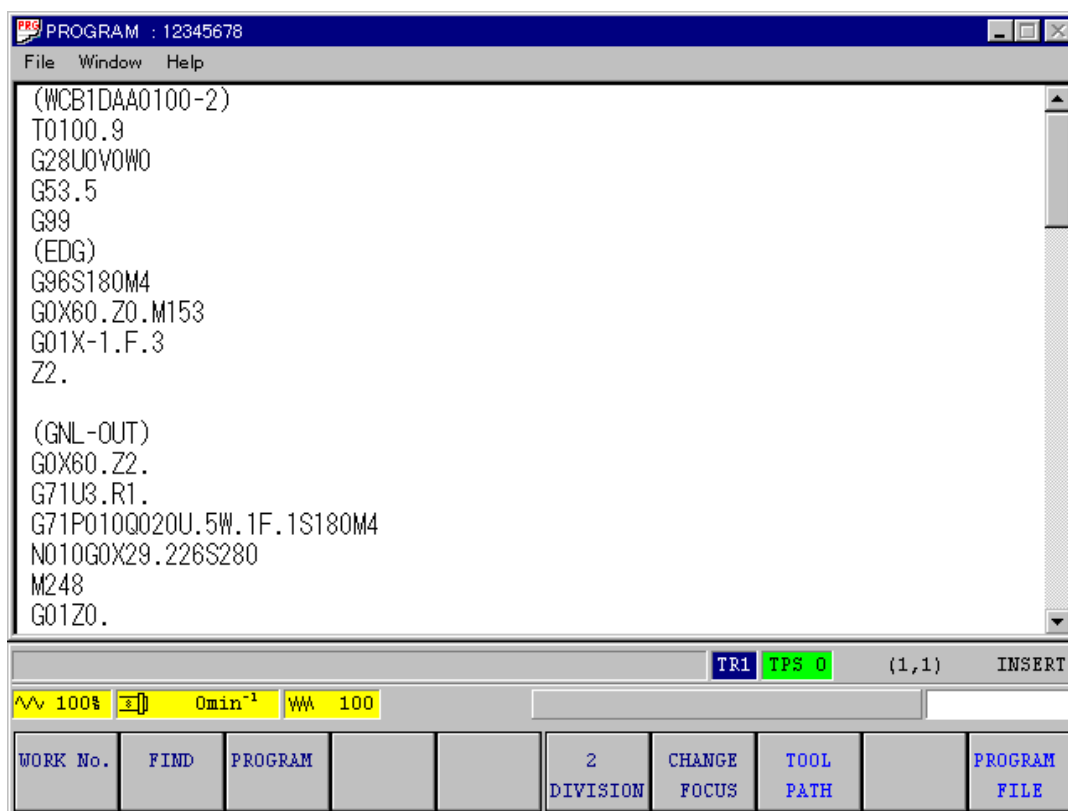 PRG PROGRAM : 12345678
File Window Help
(WCB1DAA0100-2)
T0100.9
G28U0V0W0
G53.5
G99
(EDG)
G96S180M4
G0X60.Z0.M153
G01X-1.F.3
Z2.
(GNL-OUT)
G0X60.Z2.
G71U3.R1.
G71P010Q020U.5W.1F.1S180M4
N010G0X29.226S280
M248
G01Z0.
TR1 TPS 0 (1,1) INSERT
100% 0min⁻¹ 100
WORK No. FIND PROGRAM 2 DIVISION CHANGE FOCUS TOOL PATH PROGRAM FILE